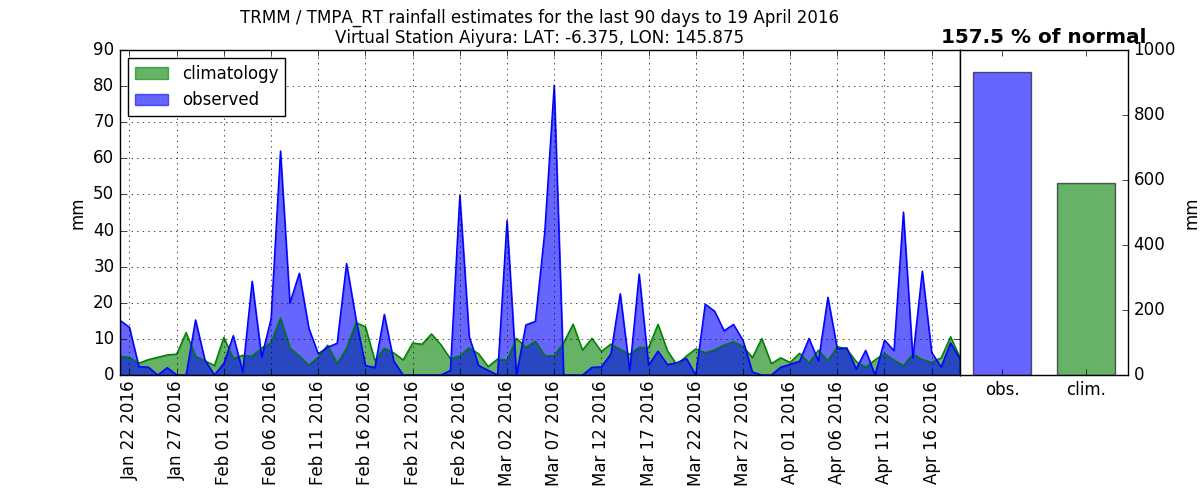 TRMM / TMPA_RT rainfall estimates for the last 90 days to 19 April 2016
Virtual Station Aiyura: LAT: -6.375, LON: 145.875
157.5 % of normal
climatology
observed
90
80
70
60
50
40
30
20
10
0
mm
Jan 22 2016
Jan 27 2016
Feb 01 2016
Feb 06 2016
Feb 11 2016
Feb 16 2016
Feb 21 2016
Feb 26 2016
Mar 02 2016
Mar 07 2016
Mar 12 2016
Mar 17 2016
Mar 22 2016
Mar 27 2016
Apr 01 2016
Apr 06 2016
Apr 11 2016
Apr 16 2016
obs.
clim.
1000
800
600
400
200
0
mm